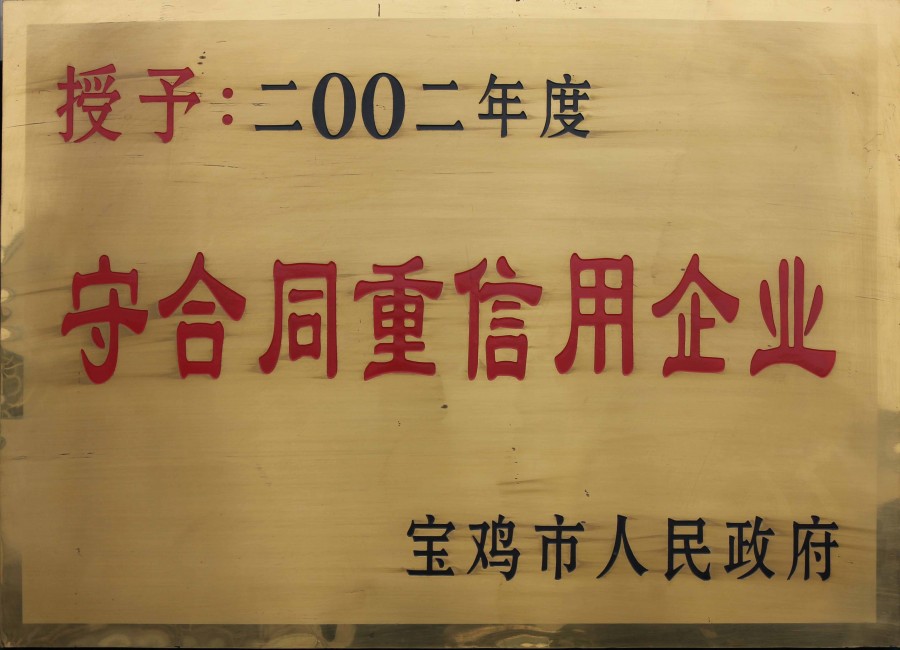 授予：二00二年度
守合同重信用企业
宝鸡市人民政府